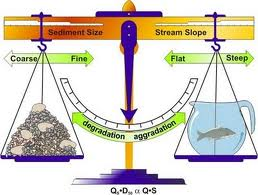 Sediment Size Stream Slope
Coarse Fine Flat Steep
degradation aggradation
Qs•D50 α Q•S